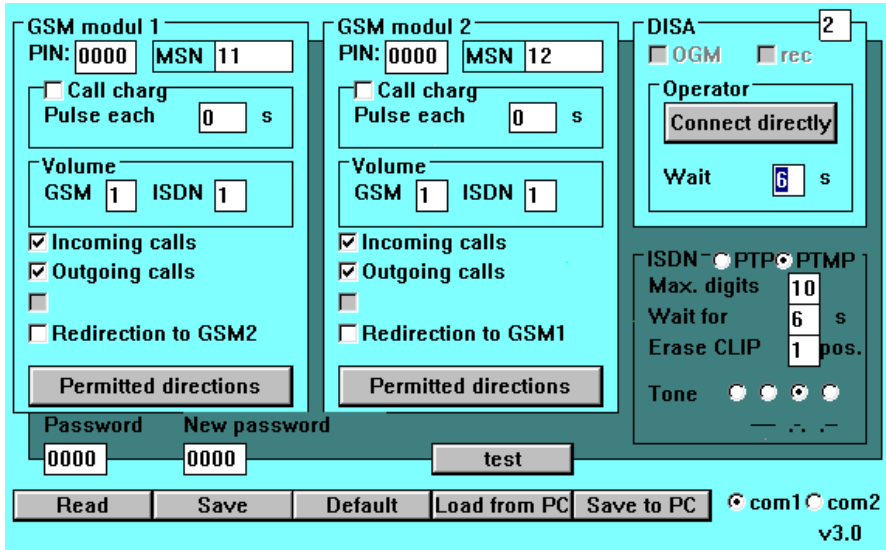 GSM modul 1
PIN: 0000 MSN 11
Call charg
Pulse each 0 s
Volume
GSM 1 ISDN 1
Incoming calls
Outgoing calls
Redirection to GSM2
Permitted directions
GSM modul 2
PIN: 0000 MSN 12
Call charg
Pulse each 0 s
Volume
GSM 1 ISDN 1
Incoming calls
Outgoing calls
Redirection to GSM1
Permitted directions
DISA 2
OGM rec
Operator
Connect directly
Wait 6 s
ISDN PTP PTMP
Max. digits 10
Wait for 6 s
Erase CLIP 1 pos.
Tone
— .-. .–
Password New password
0000 0000 test
Read Save Default Load from PC Save to PC com1 com2
v3.0